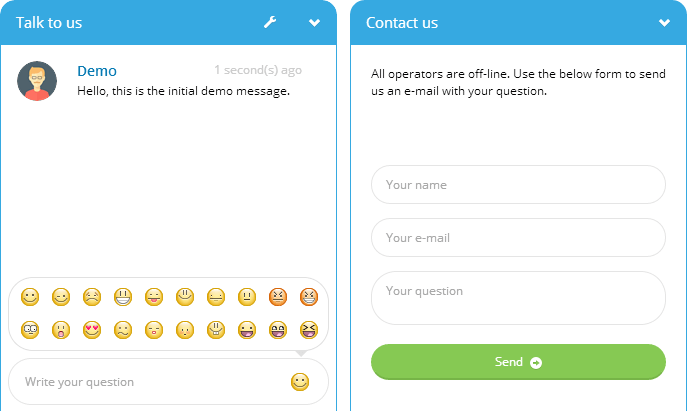 Talk to us
Demo
1 second(s) ago
Hello, this is the initial demo message.
Write your question
Contact us
All operators are off-line. Use the below form to send
us an e-mail with your question.
Your name
Your e-mail
Your question
Send